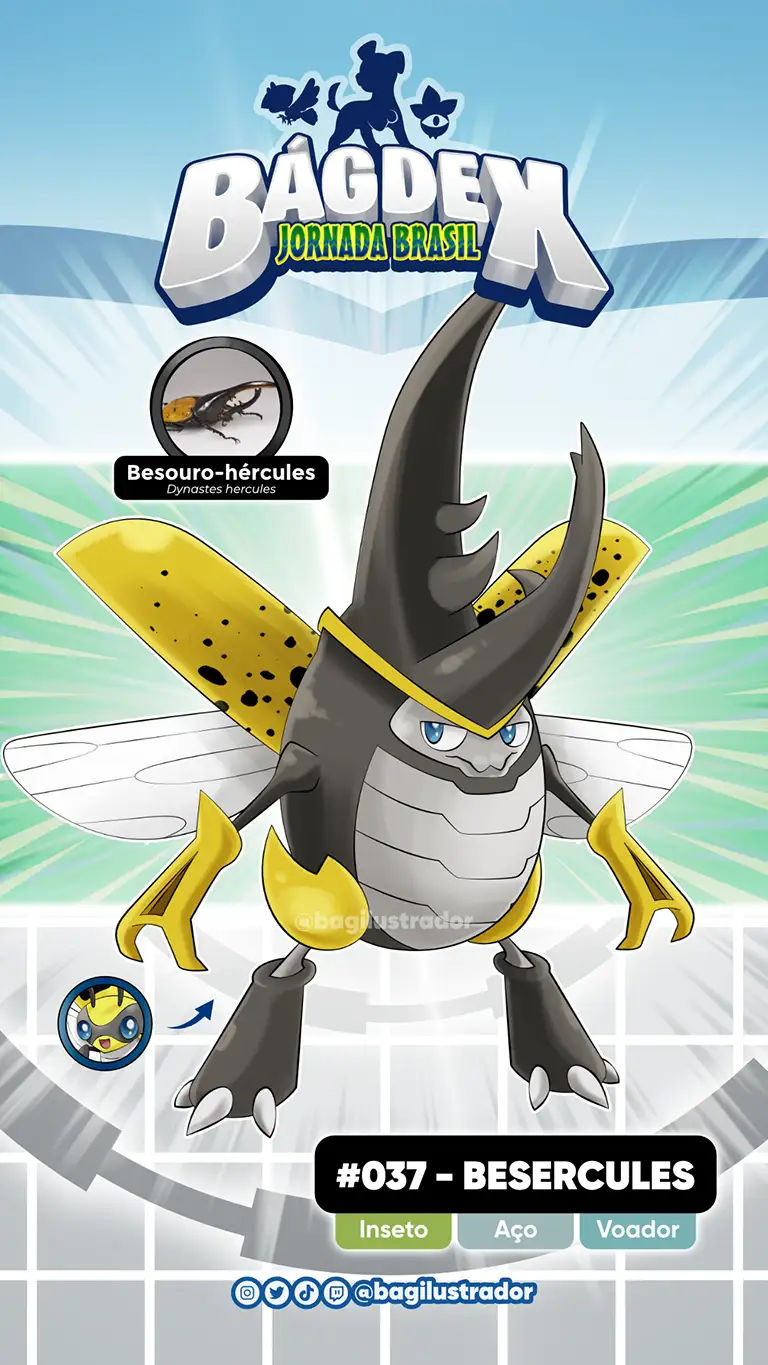 BÁGDEX
JORNADA BRASIL
Besouro-hércules
Dynastes hercules
@bagilustrador
#037 - BESERCULES
Inseto Aço Voador
@bagilustrador